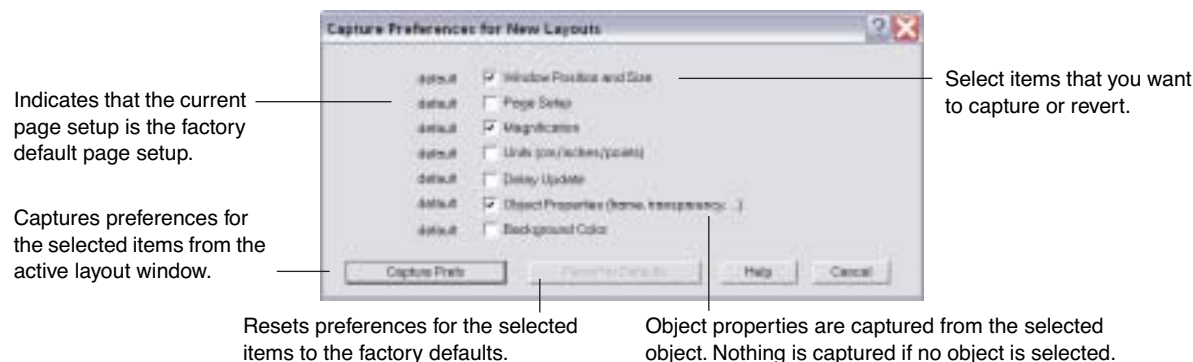 Capture Preferences for New Layouts
default Window Position and Size
default Page Setup
default Magnification
default Units (cm/inches/points)
default Delay Update
default Object Properties (frame, transparency, ...)
default Background Color
Capture Prefs
Revert to Defaults
Help
Cancel
Indicates that the current
page setup is the factory
default page setup.
Captures preferences for
the selected items from the
active layout window.
Select items that you want
to capture or revert.
Resets preferences for the selected
items to the factory defaults.
Object properties are captured from the selected
object. Nothing is captured if no object is selected.